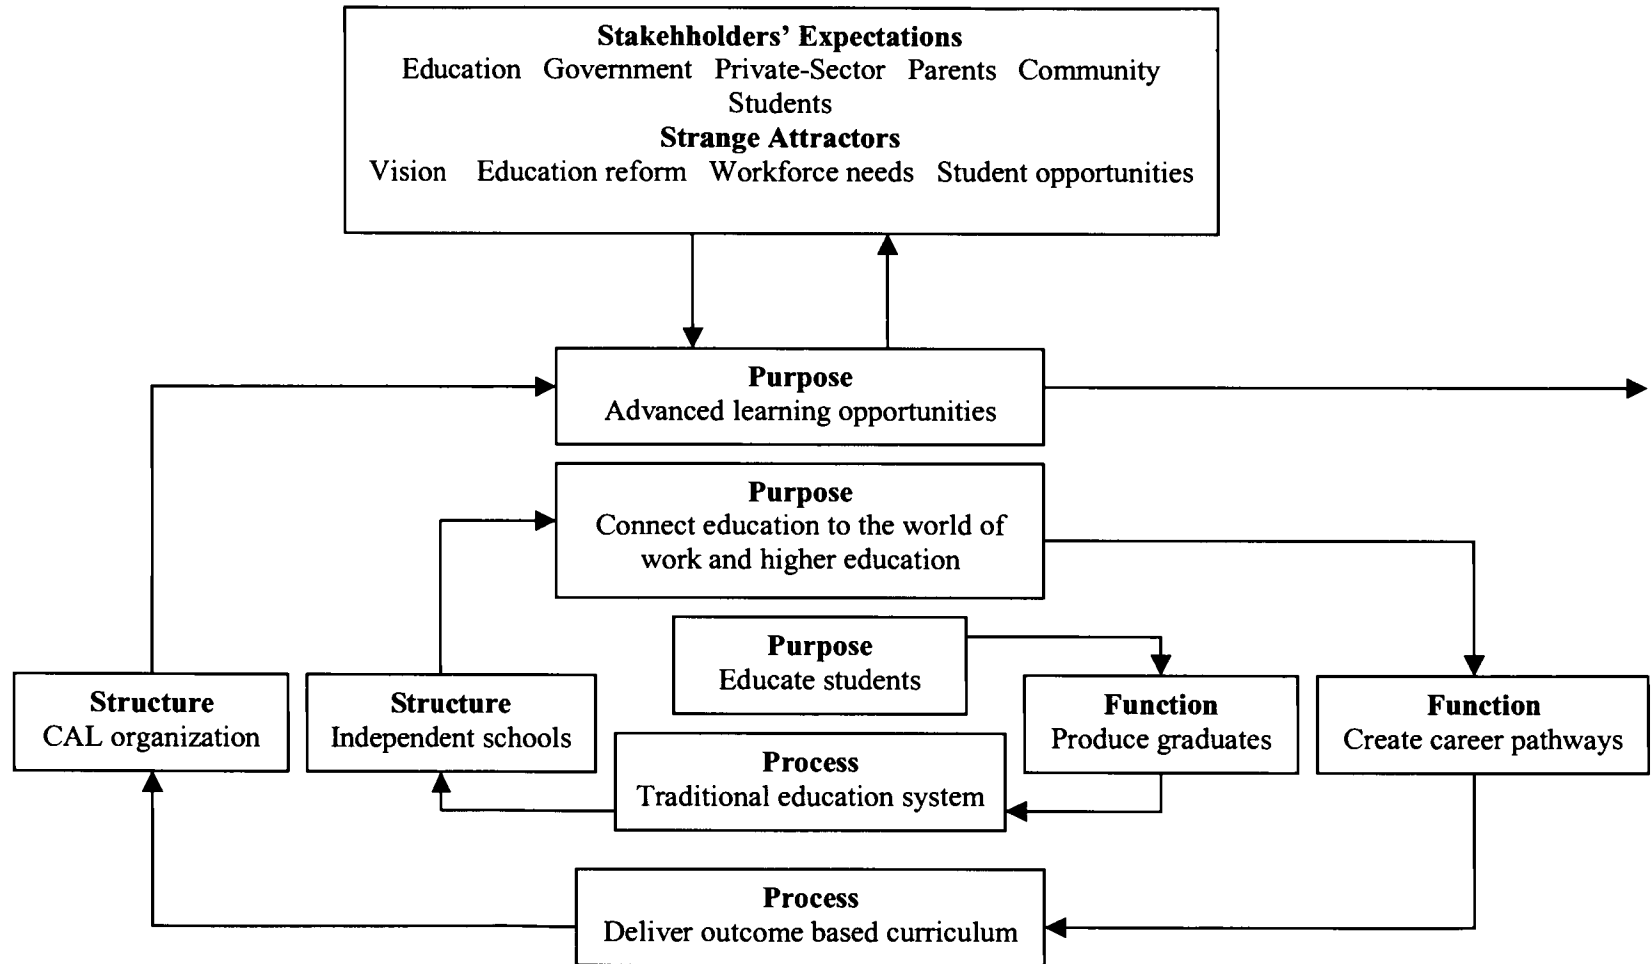 Stakehholders' Expectations
Education Government Private-Sector Parents Community
Students
Strange Attractors
Vision Education reform Workforce needs Student opportunities
Purpose
Advanced learning opportunities
Purpose
Connect education to the world of
work and higher education
Purpose
Educate students
Structure
CAL organization
Structure
Independent schools
Function
Produce graduates
Function
Create career pathways
Process
Traditional education system
Process
Deliver outcome based curriculum